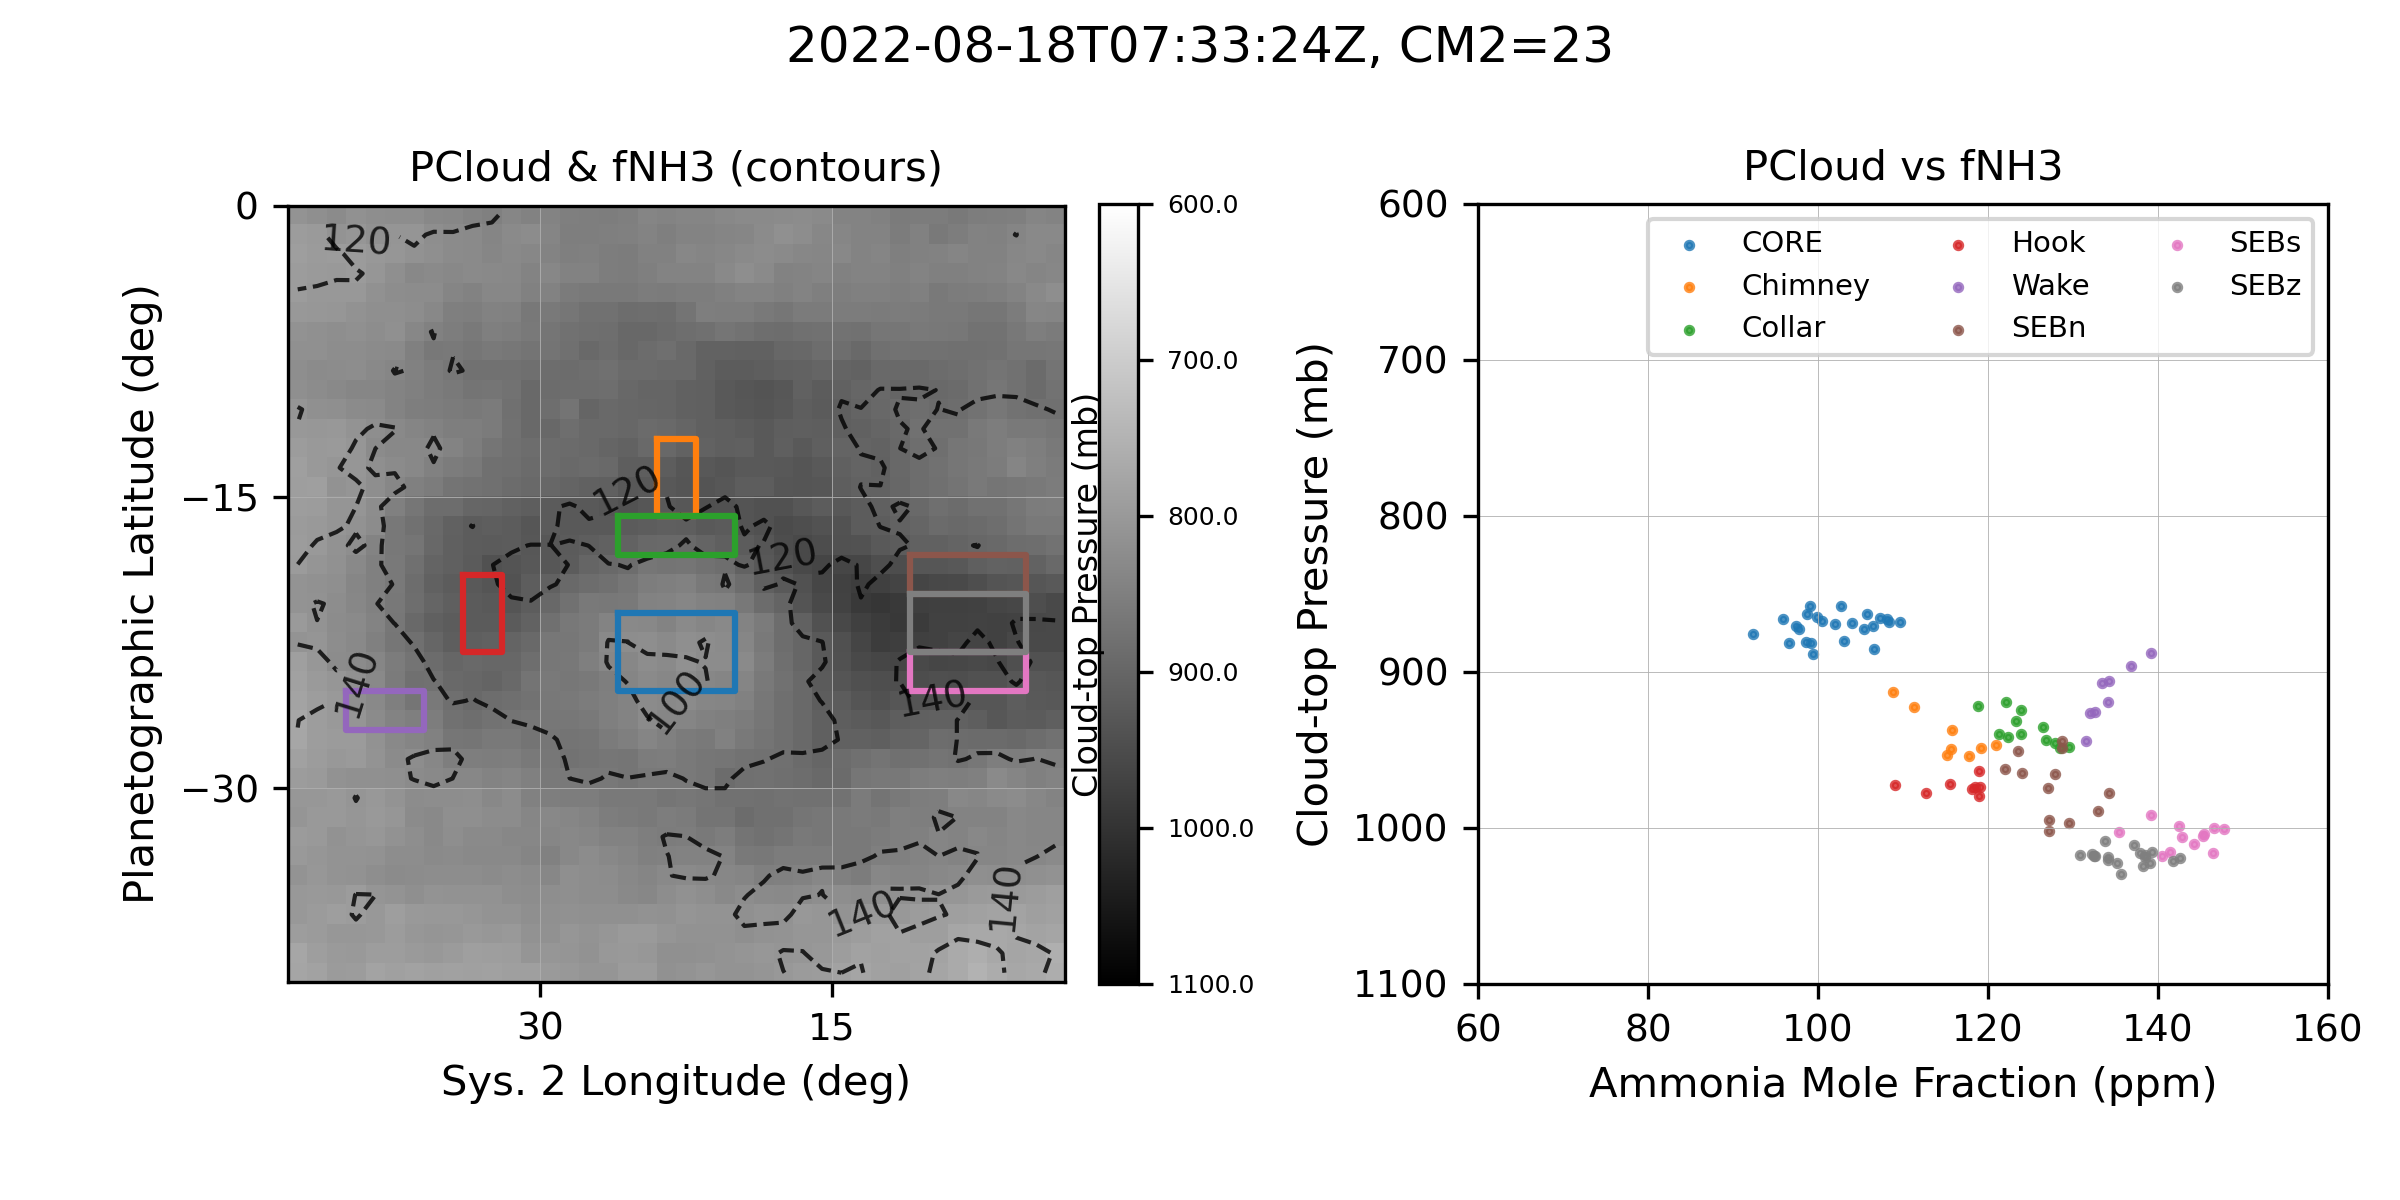 2022-08-18T07:33:24Z, CM2=23
PCloud & fNH3 (contours)
Planetographic Latitude (deg)
0
−15
−30
30
15
Sys. 2 Longitude (deg)
120
120
120
140
100
140
140
140
Cloud-top Pressure (mb)
600.0
700.0
800.0
900.0
1000.0
1100.0
PCloud vs fNH3
Cloud-top Pressure (mb)
600
700
800
900
1000
1100
CORE
Chimney
Collar
Hook
Wake
SEBn
SEBs
SEBz
60
80
100
120
140
160
Ammonia Mole Fraction (ppm)